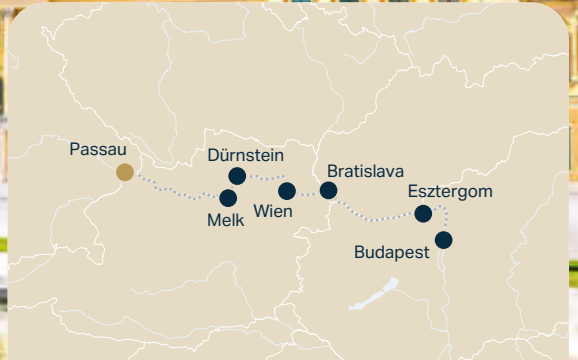 Passau
Dürnstein
Melk
Wien
Bratislava
Esztergom
Budapest